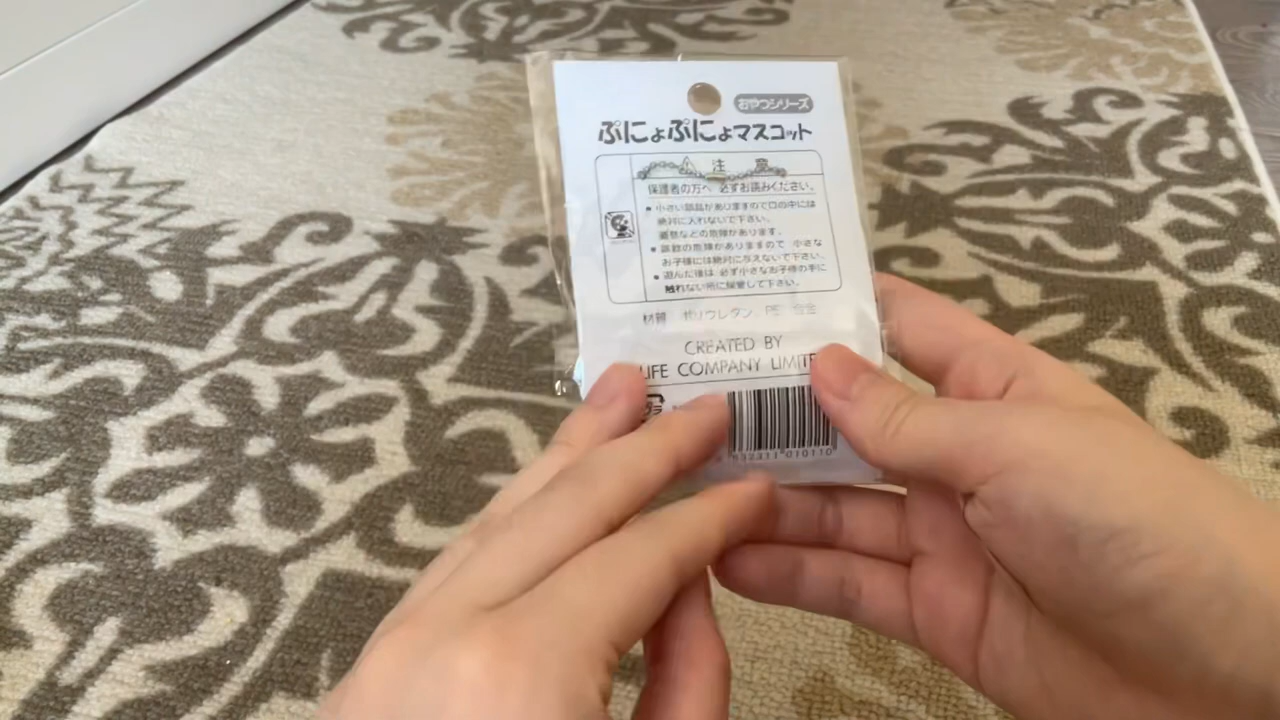 おやつシリーズ
ぷにょぷにょマスコット
注 意
保護者の方へ 必ずお読みください。
● 小さい部品がありますので口の中には
絶対に入れないで下さい。
窒息などの危険があります。
● 誤飲の危険がありますので 小さな
お子様には絶対に与えないで下さい。
● 遊んだ後は 必ず小さなお子様の手に
触れない所に保管して下さい。
材質 ポリウレタン PE 合金
CREATED BY
LIFE COMPANY LIMITE
プラ
832311 010110